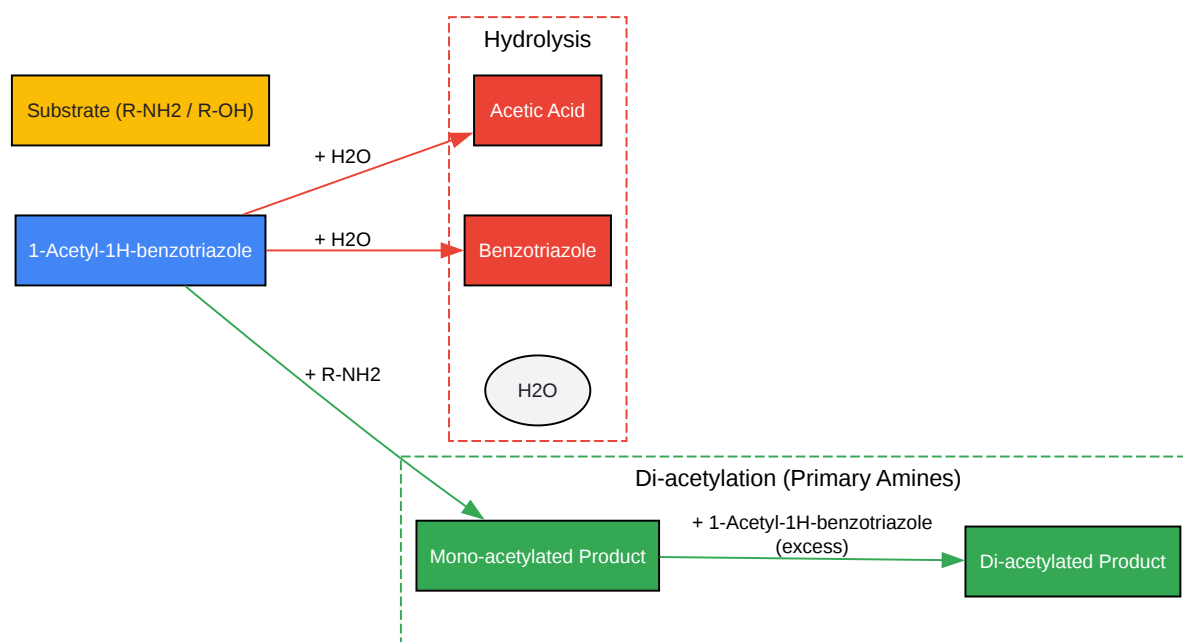 Hydrolysis
Substrate (R-NH2 / R-OH)
Acetic Acid
+ H2O
1-Acetyl-1H-benzotriazole
+ H2O
Benzotriazole
+ R-NH2
H2O
Di-acetylation (Primary Amines)
Mono-acetylated Product
+ 1-Acetyl-1H-benzotriazole
(excess)
Di-acetylated Product